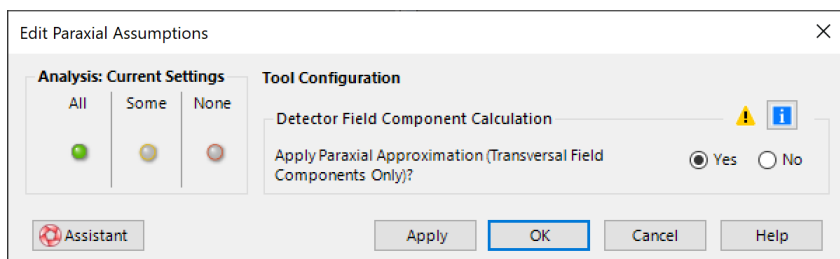 Edit Paraxial Assumptions
Analysis: Current Settings
All Some None
Tool Configuration
Detector Field Component Calculation
Apply Paraxial Approximation (Transversal Field
Components Only)?
Yes No
Assistant Apply OK Cancel Help